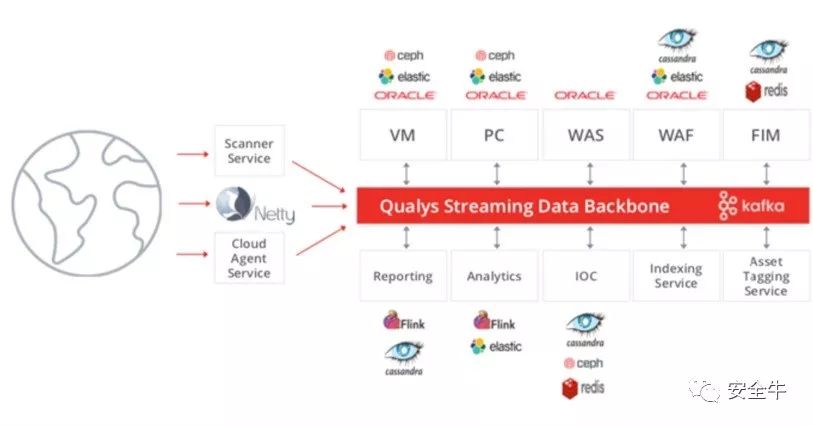 ceph
elastic
ORACLE
ceph
elastic
ORACLE
ORACLE
cassandra
elastic
ORACLE
cassandra
redis
VM
PC
WAS
WAF
FIM
Scanner
Service
Netty
Cloud
Agent
Service
Qualys Streaming Data Backbone
kafka
Reporting
Analytics
IOC
Indexing
Service
Asset
Tagging
Service
Flink
cassandra
Flink
elastic
cassandra
ceph
redis
安全牛